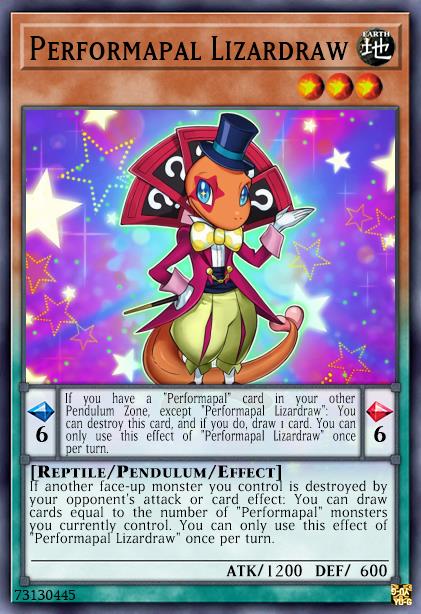 PERFORMAPAL LIZARDRAW
EARTH
地
? ?
If you have a "Performapal" card in your other
Pendulum Zone, except "Performapal Lizardraw": You
can destroy this card, and if you do, draw 1 card. You can
only use this effect of "Performapal Lizardraw" once
per turn.
6
6
[REPTILE/PENDULUM/EFFECT]
If another face-up monster you control is destroyed by
your opponent's attack or card effect: You can draw
cards equal to the number of "Performapal" monsters
you currently control. You can only use this effect of
"Performapal Lizardraw" once per turn.
ATK/1200 DEF/ 600
73130445